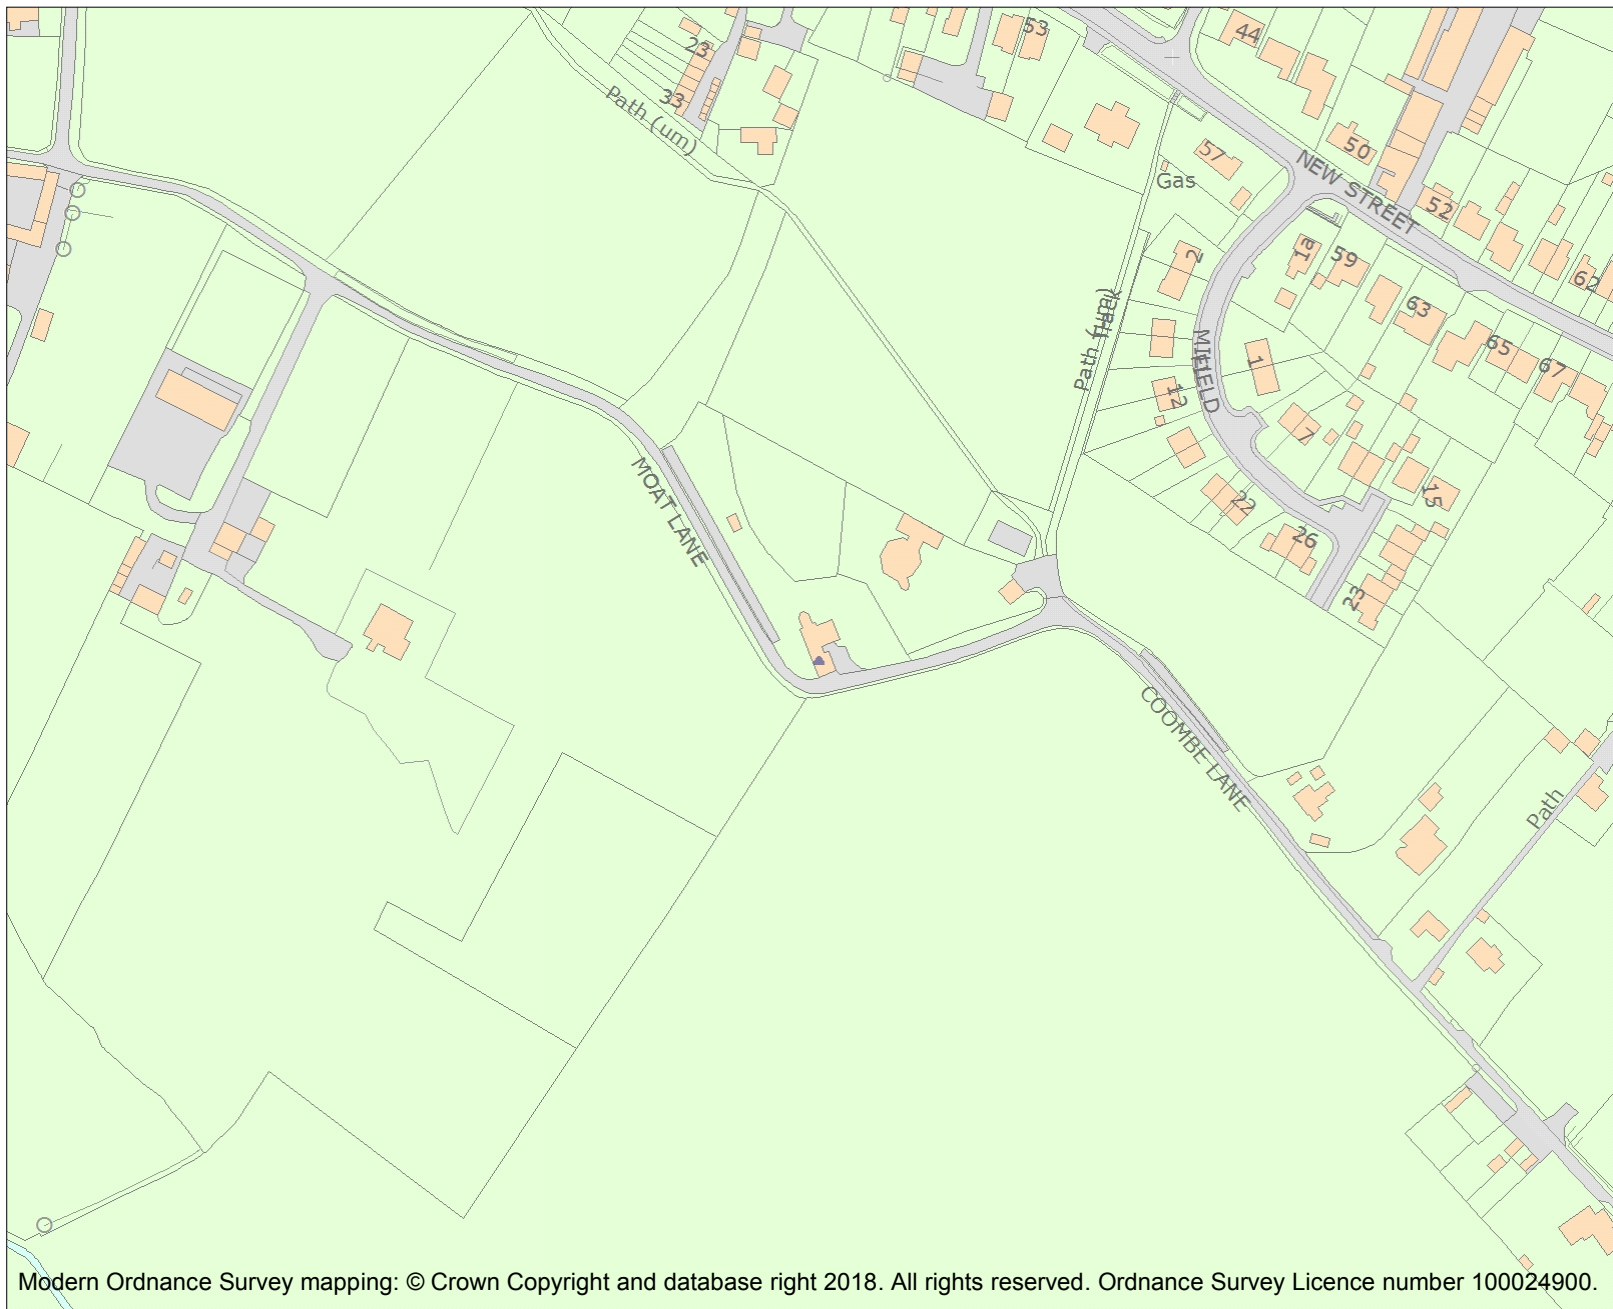 53
44
23
33
Path (um)
50
57
NEW STREET
Gas
52
2
1a
59
62
Path (um)
Track
63
65
67
1
12
7
15
22
26
23
MOAT LANE
COOMBE LANE
Path
Modern Ordnance Survey mapping: © Crown Copyright and database right 2018. All rights reserved. Ordnance Survey Licence number 100024900.